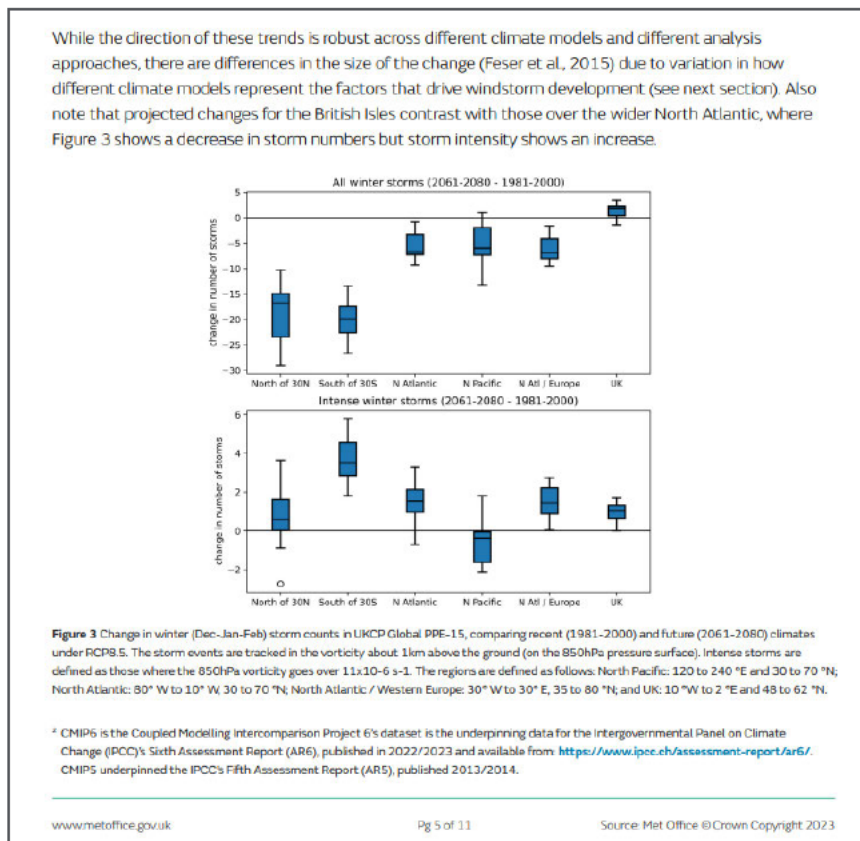 While the direction of these trends is robust across different climate models and different analysis
approaches, there are differences in the size of the change (Feser et al., 2015) due to variation in how
different climate models represent the factors that drive windstorm development (see next section). Also
note that projected changes for the British Isles contrast with those over the wider North Atlantic, where
Figure 3 shows a decrease in storm numbers but storm intensity shows an increase.
All winter storms (2061-2080 - 1981-2000)
change in number of storms
5
0
−5
−10
−15
−20
−25
−30
North of 30N South of 30S N Atlantic N Pacific N Atl / Europe UK
Intense winter storms (2061-2080 - 1981-2000)
change in number of storms
6
4
2
0
−2
North of 30N South of 30S N Atlantic N Pacific N Atl / Europe UK
Figure 3 Change in winter (Dec-Jan-Feb) storm counts in UKCP Global PPE-15, comparing recent (1981-2000) and future (2061-2080) climates
under RCP8.5. The storm events are tracked in the vorticity about 1km above the ground (on the 850hPa pressure surface). Intense storms are
defined as those where the 850hPa vorticity goes over 11x10-6 s-1. The regions are defined as follows: North Pacific: 120 to 240 °E and 30 to 70 °N;
North Atlantic: 80° W to 10° W, 30 to 70 °N; North Atlantic / Western Europe: 30° W to 30° E, 35 to 80 °N; and UK: 10 °W to 2 °E and 48 to 62 °N.
² CMIP6 is the Coupled Modelling Intercomparison Project 6's dataset is the underpinning data for the Intergovernmental Panel on Climate
Change (IPCC)'s Sixth Assessment Report (AR6), published in 2022/2023 and available from: https://www.ipcc.ch/assessment-report/ar6/.
CMIP5 underpinned the IPCC's Fifth Assessment Report (AR5), published 2013/2014.
www.metoffice.gov.uk Pg 5 of 11 Source: Met Office © Crown Copyright 2023